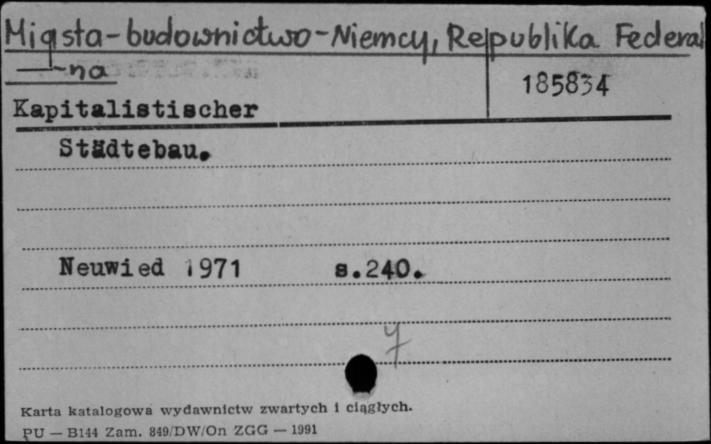 Miasta-budownictwo-Niemcy, Republika Federal
-na
185834
Kapitalistischer
Städtebau.
Neuwied 1971 s.240.
Karta katalogowa wydawnictw zwartych i ciągłych.
PU — B144 Zam. 849/DW/On ZGG — 1991